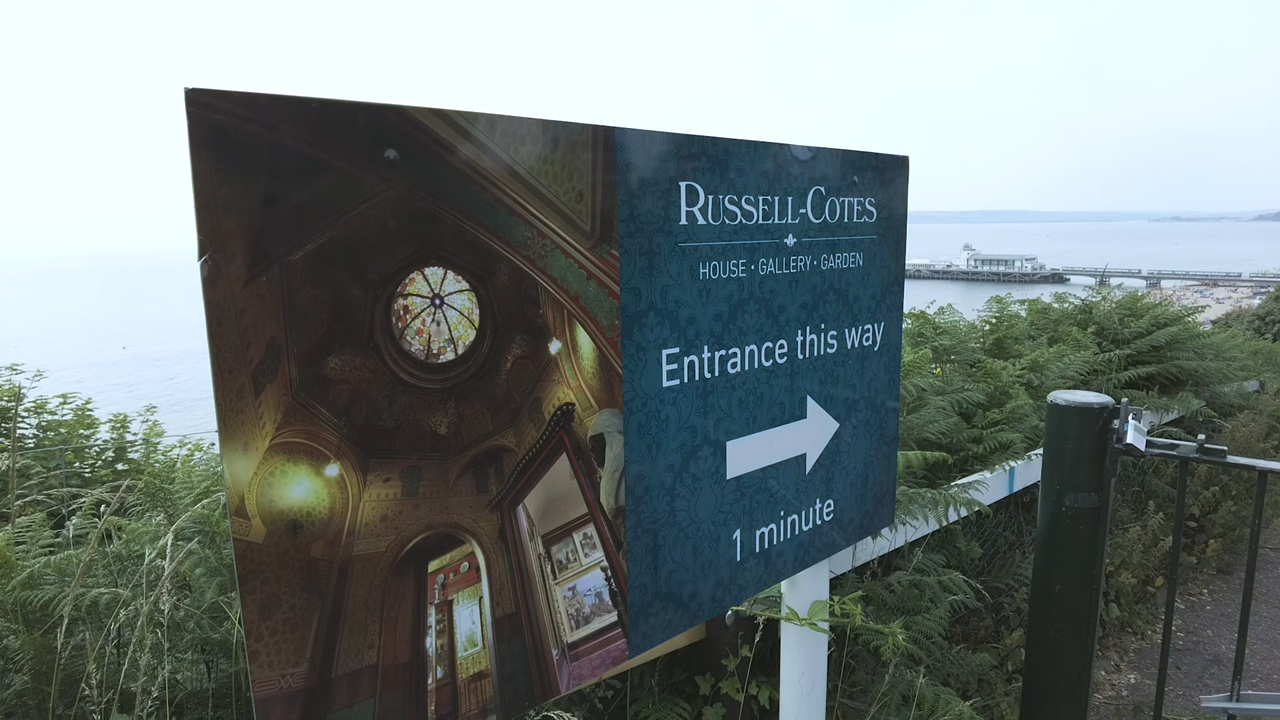 RUSSELL-COTES
HOUSE • GALLERY • GARDEN
Entrance this way
1 minute